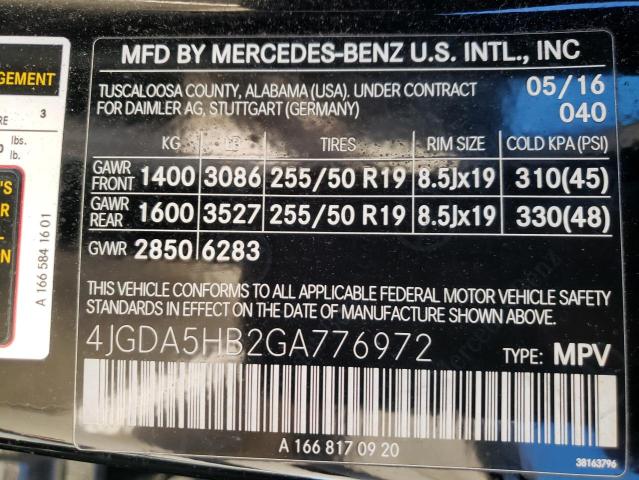 MFD BY MERCEDES-BENZ U.S. INTL., INC
TUSCALOOSA COUNTY, ALABAMA (USA). UNDER CONTRACT 05/16
FOR DAIMLER AG, STUTTGART (GERMANY) 040
KG LB TIRES RIM SIZE COLD KPA (PSI)
GAWR FRONT 1400 3086 255/50 R19 8.5Jx19 310(45)
GAWR REAR 1600 3527 255/50 R19 8.5Jx19 330(48)
GVWR 2850 6283
THIS VEHICLE CONFORMS TO ALL APPLICABLE FEDERAL MOTOR VEHICLE SAFETY
STANDARDS IN EFFECT ON THE DATE OF MANUFACTURE SHOWN ABOVE
4JGDA5HB2GA776972 TYPE: MPV
A 166 817 09 20
38163796
AGEMENT
3
lbs.
lb.
A 166 584 16 01